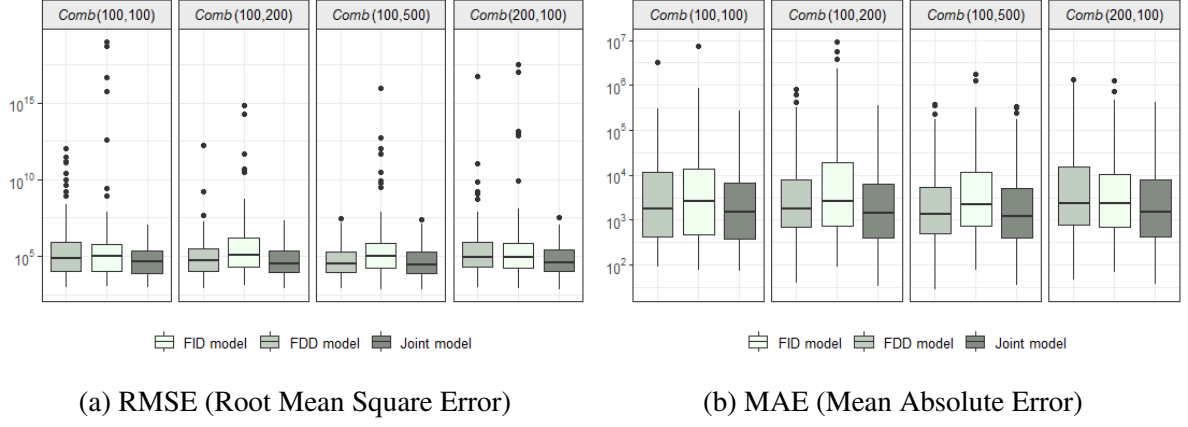 Comb(100,100) Comb(100,200) Comb(100,500) Comb(200,100)
10^15
10^10
10^5
FID model FDD model Joint model
(a) RMSE (Root Mean Square Error)
Comb(100,100) Comb(100,200) Comb(100,500) Comb(200,100)
10^7
10^6
10^5
10^4
10^3
10^2
FID model FDD model Joint model
(b) MAE (Mean Absolute Error)